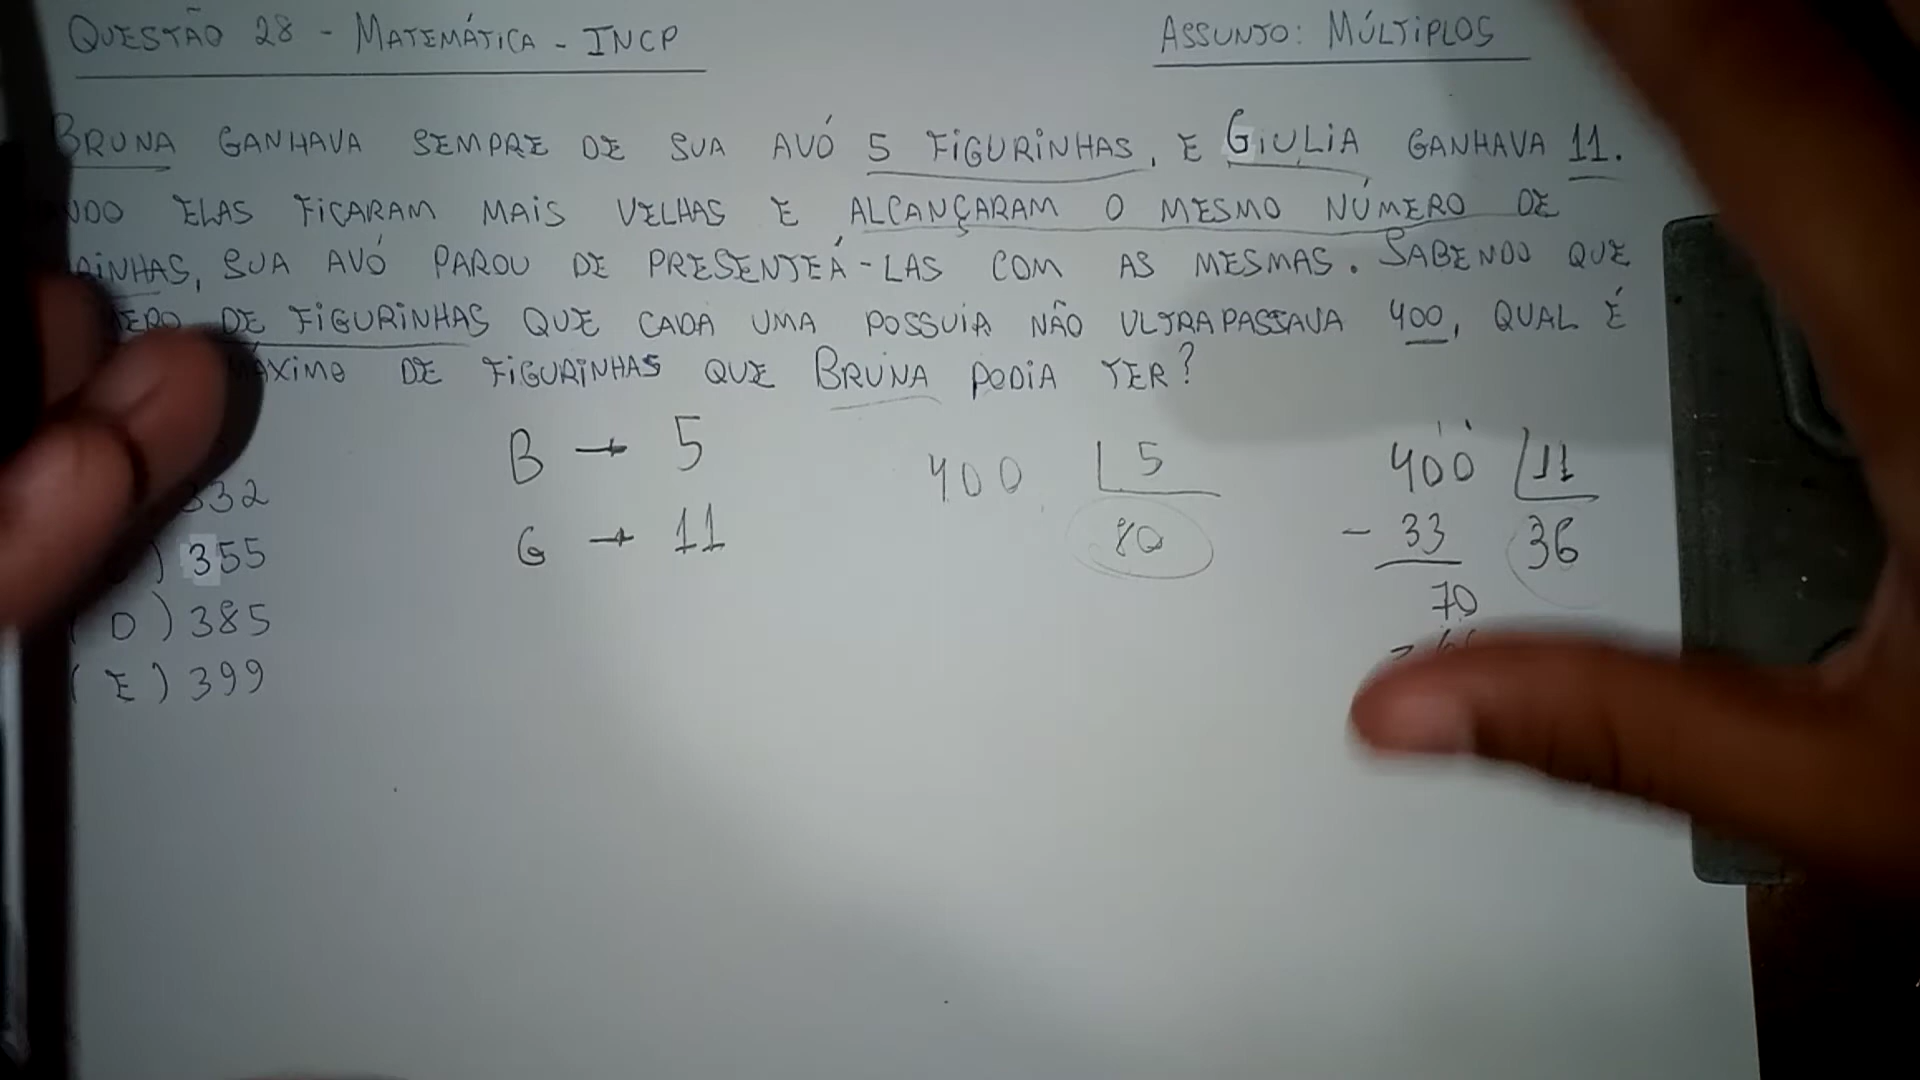 QUESTÃO 28 - MATEMÁTICA - INCP
ASSUNTO: MÚLTIPLOS
BRUNA GANHAVA SEMPRE DE SUA AVÓ 5 FIGURINHAS, E GIULIA GANHAVA 11.
ELAS FICARAM MAIS VELHAS E ALCANÇARAM O MESMO NÚMERO DE
SUA AVÓ PAROU DE PRESENTEÁ-LAS COM AS MESMAS. SABENDO QUE
DE FIGURINHAS QUE CADA UMA POSSUIA NÃO ULTRAPASSAVA 400, QUAL É
DE FIGURINHAS QUE BRUNA PODIA TER?
332
) 355
( D ) 385
( E ) 399
B → 5
G → 11
400 5
80
400 11
- 33 36
70